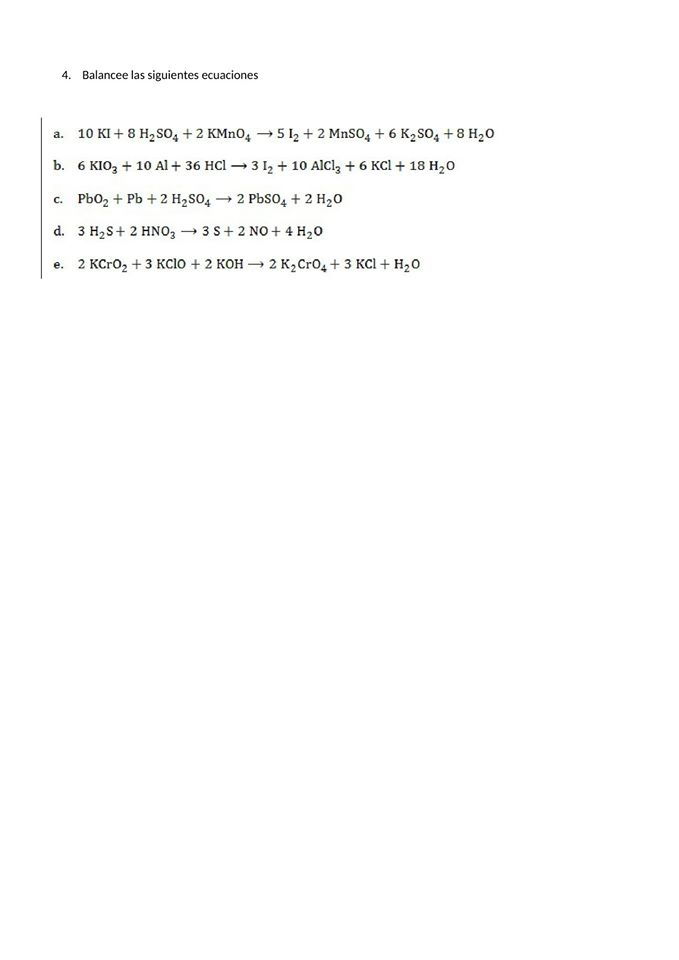 4. Balancee las siguientes ecuaciones
a. 10 KI + 8 H₂SO₄ + 2 KMnO₄ → 5 I₂ + 2 MnSO₄ + 6 K₂SO₄ + 8 H₂O
b. 6 KIO₃ + 10 Al + 36 HCl → 3 I₂ + 10 AlCl₃ + 6 KCl + 18 H₂O
c. PbO₂ + Pb + 2 H₂SO₄ → 2 PbSO₄ + 2 H₂O
d. 3 H₂S + 2 HNO₃ → 3 S + 2 NO + 4 H₂O
e. 2 KCrO₂ + 3 KClO + 2 KOH → 2 K₂CrO₄ + 3 KCl + H₂O